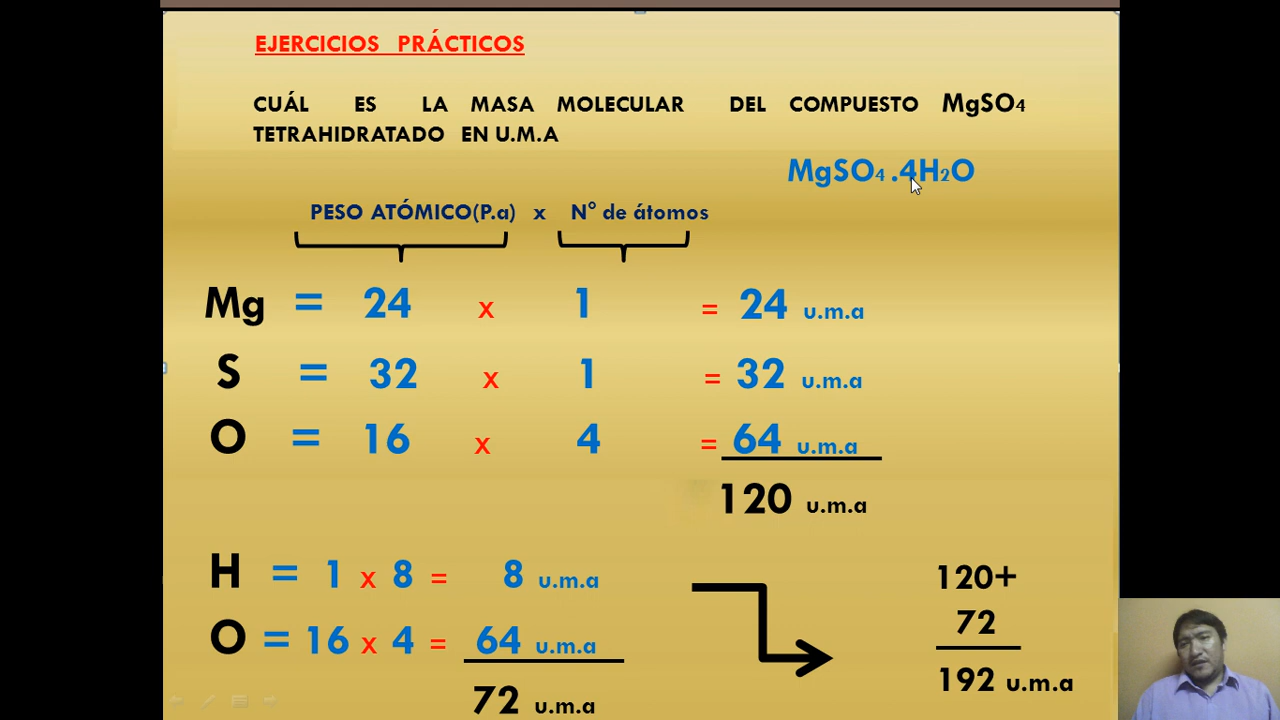 EJERCICIOS PRÁCTICOS
CUÁL ES LA MASA MOLECULAR DEL COMPUESTO MgSO₄
TETRAHIDRATADO EN U.M.A
MgSO₄ .4H₂O
PESO ATÓMICO(P.a) x N° de átomos
Mg = 24 x 1 = 24 u.m.a
S = 32 x 1 = 32 u.m.a
O = 16 x 4 = 64 u.m.a
120 u.m.a
H = 1 x 8 = 8 u.m.a
O = 16 x 4 = 64 u.m.a
72 u.m.a
120+
72
192 u.m.a